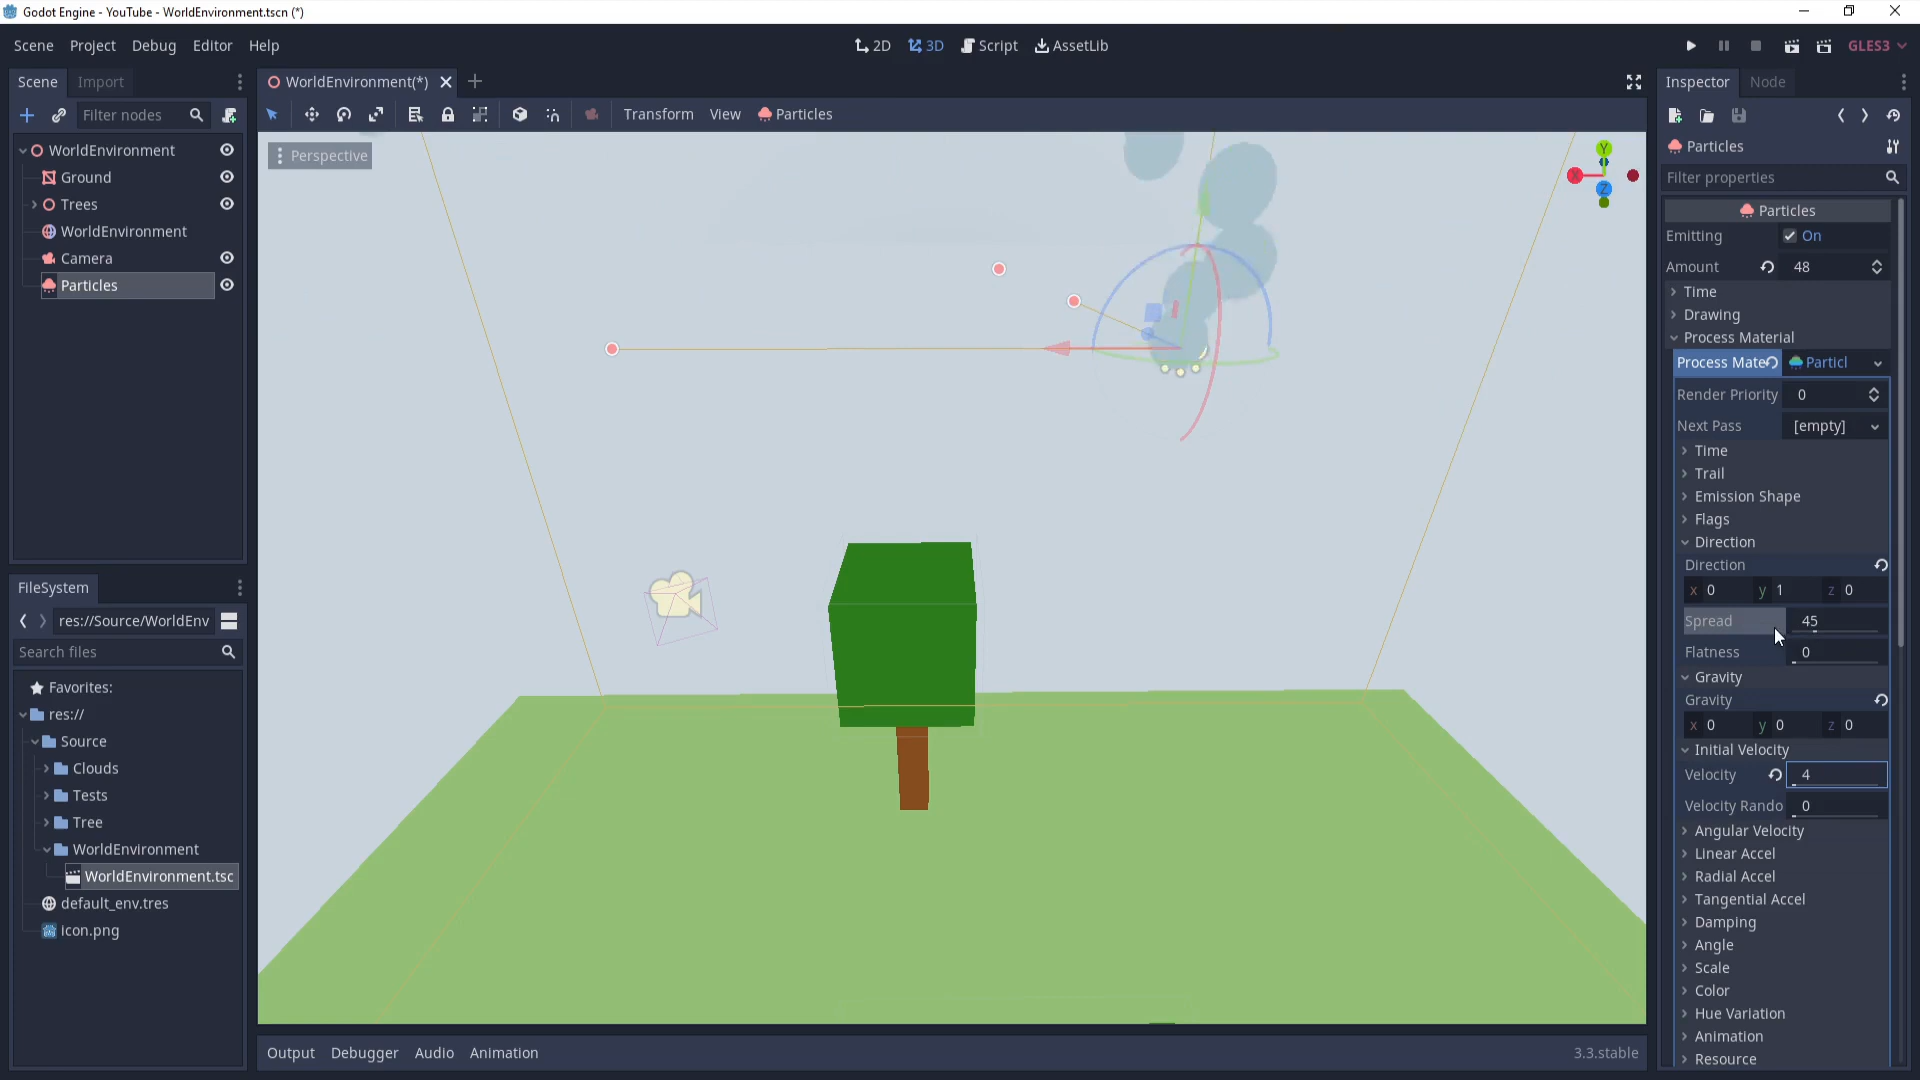 Godot Engine - YouTube - WorldEnvironment.tscn (*)
Scene Project Debug Editor Help
2D 3D Script AssetLib
GLES3
Scene Import
Filter nodes
WorldEnvironment
Ground
Trees
WorldEnvironment
Camera
Particles
FileSystem
res://Source/WorldEnv
Search files
Favorites:
res://
Source
Clouds
Tests
Tree
WorldEnvironment
WorldEnvironment.tsc
default_env.tres
icon.png
WorldEnvironment(*)
Transform View Particles
Perspective
Y
X
Z
Output Debugger Audio Animation
3.3.stable
Inspector Node
Particles
Filter properties
Particles
Emitting On
Amount 48
Time
Drawing
Process Material
Process Mate Particl
Render Priority 0
Next Pass [empty]
Time
Trail
Emission Shape
Flags
Direction
Direction
x 0 y 1 z 0
Spread 45
Flatness 0
Gravity
Gravity
x 0 y 0 z 0
Initial Velocity
Velocity 4
Velocity Rando 0
Angular Velocity
Linear Accel
Radial Accel
Tangential Accel
Damping
Angle
Scale
Color
Hue Variation
Animation
Resource